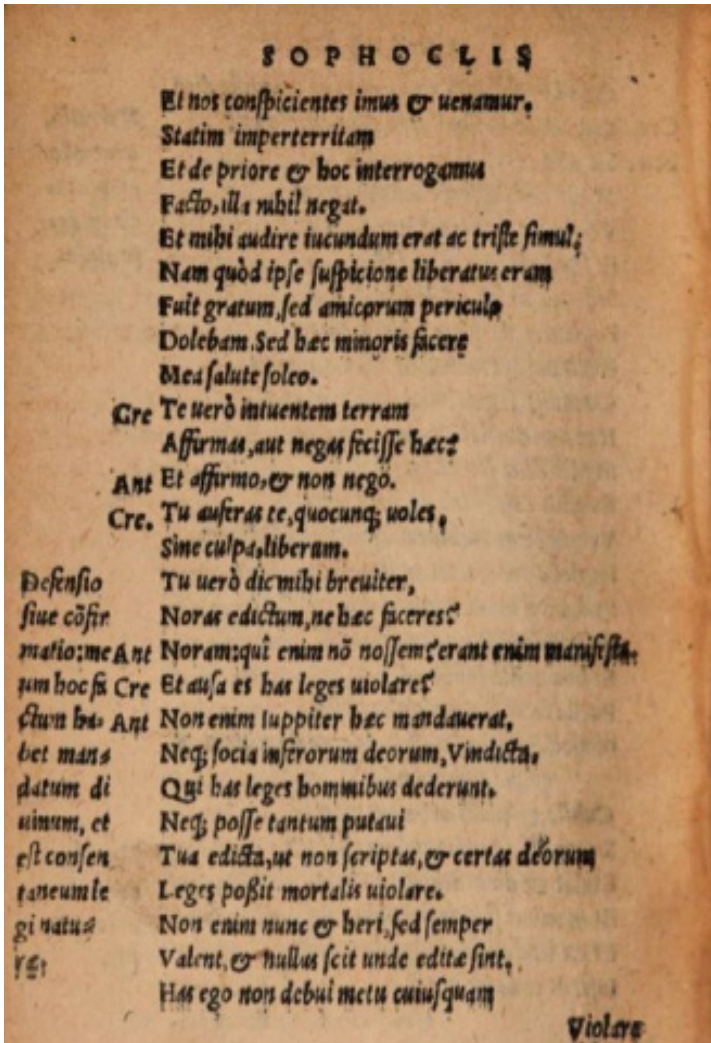 SOPHOCLIS
Et nos conspicientes imus & uenamur.
Statim imperterritam
Et de priore & hoc interrogamus
Facto, illa nihil negat.
Et mihi audire iucundum erat ac triste simul;
Nam quòd ipse suspicione liberatus eram
Fuit gratum, sed amicorum periculo
Dolebam. Sed hæc minoris facere
Mea salute soleo.
Cre Te uerò intuentem terram
Affirmas, aut negas fecisse hæc?
Ant Et affirmo, & non nego.
Cre. Tu auferas te, quocunq; uoles,
Sine culpa, liberam.
Defensio Tu uerò dic mihi breuiter,
siue cōfir Noras edictum, ne hæc faceres?
matio: me Ant Noram: quî enim nō nossem? erant enim manifesta.
um hoc fa Cre Et ausa es has leges uiolare?
ctum ha- Ant Non enim Iuppiter hæc mandauerat,
bet man- Neq; socia inferorum deorum, Vindicta,
datum di Qui has leges hominibus dederunt.
uinum, et Neq; posse tantum putaui
est consen Tua edicta, ut non scriptas, & certas deorum
taneum le Leges poßit mortalis uiolare.
gi natu- Non enim nunc & heri, sed semper
ræ: Valent, & nullus scit unde editæ sint.
Has ego non debui metu cuiusquam
Violare